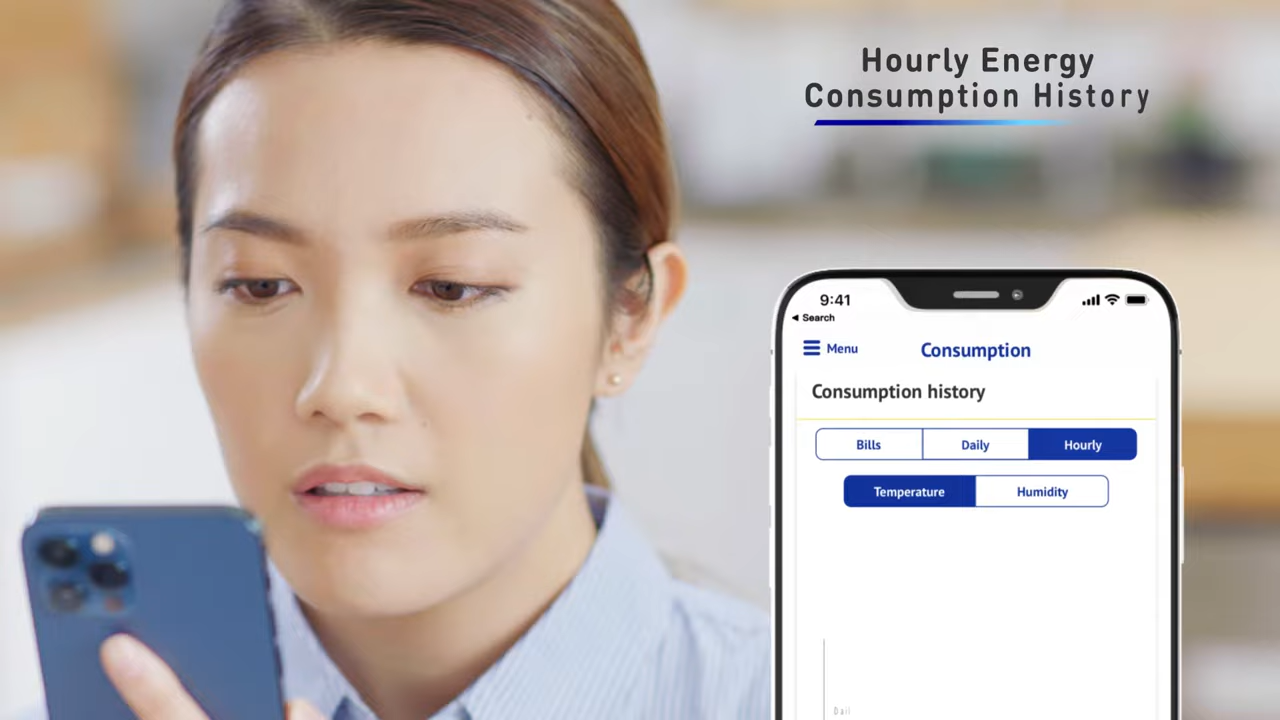 Hourly Energy
Consumption History
9:41
◀ Search
Menu
Consumption
Consumption history
Bills
Daily
Hourly
Temperature
Humidity